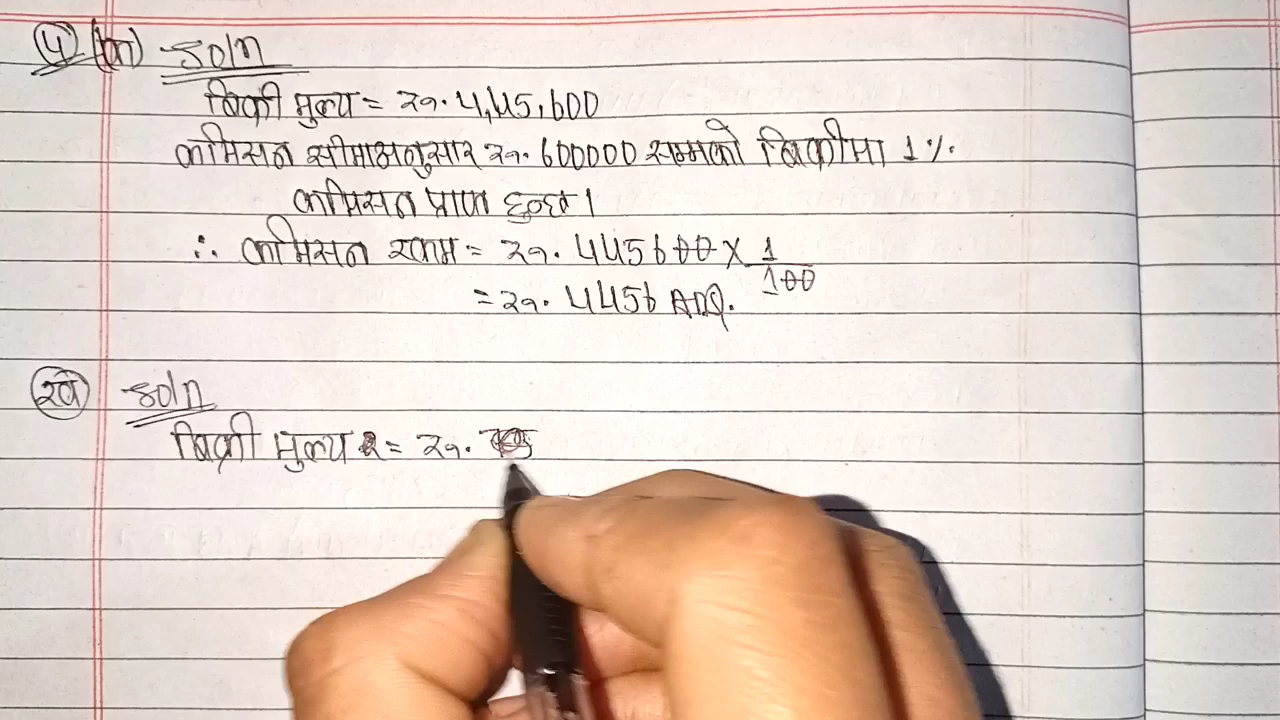 ५ (क) soln
बिक्री मुल्य = रु. 4,45,600
कमिसन सीमाअनुसार रु. 600000 सम्मको बिक्रीमा 1%
कमिसन प्राप्त हुन्छ।
∴ कमिसन रकम = रु. 445600 × 1/100
= रु. 4456 Ans.
ख soln
बिक्री मुल्य = रु.